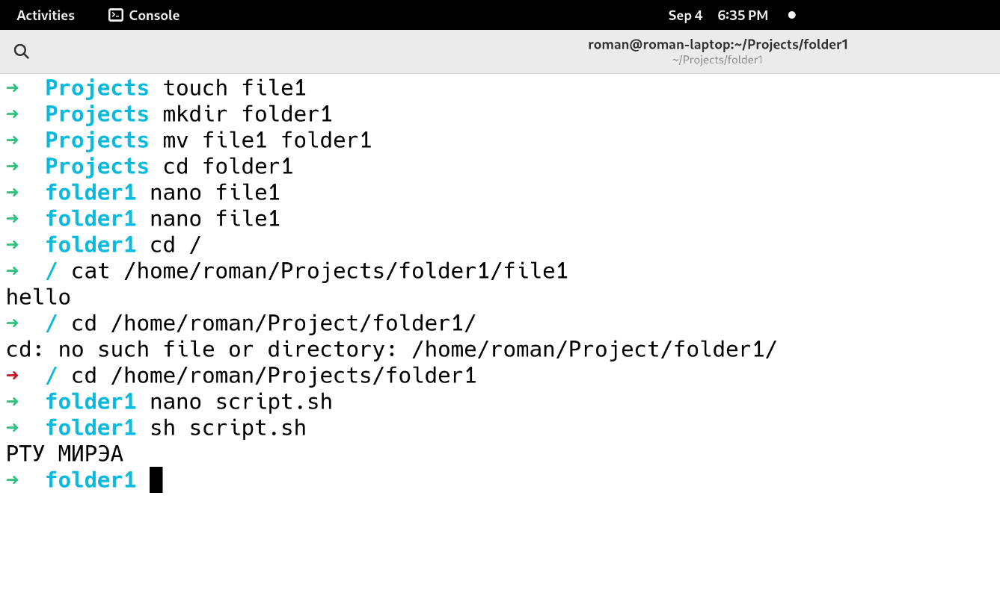 Activities Console Sep 4 6:35 PM
roman@roman-laptop:~/Projects/folder1
~/Projects/folder1
➜ Projects touch file1
➜ Projects mkdir folder1
➜ Projects mv file1 folder1
➜ Projects cd folder1
➜ folder1 nano file1
➜ folder1 nano file1
➜ folder1 cd /
➜ / cat /home/roman/Projects/folder1/file1
hello
➜ / cd /home/roman/Project/folder1/
cd: no such file or directory: /home/roman/Project/folder1/
➜ / cd /home/roman/Projects/folder1
➜ folder1 nano script.sh
➜ folder1 sh script.sh
РТУ МИРЭА
➜ folder1